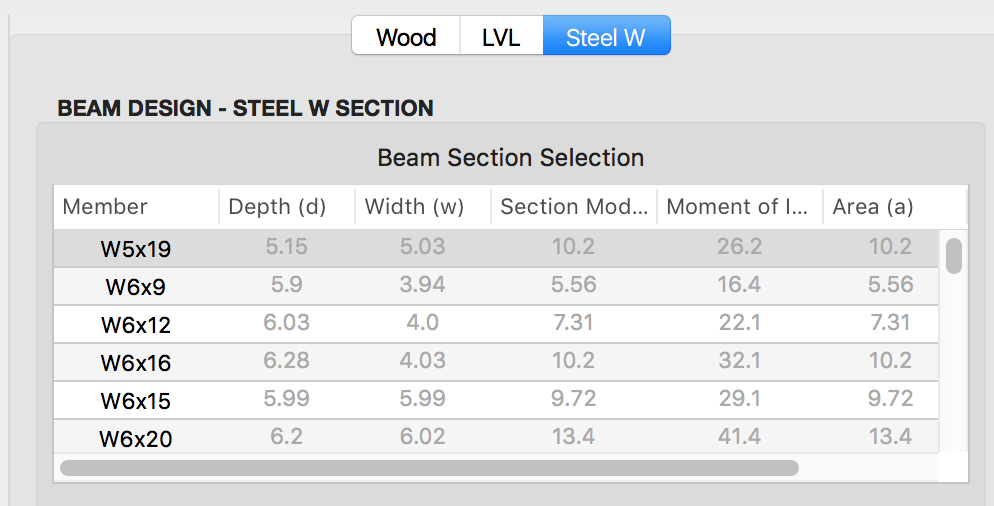 Wood LVL Steel W
BEAM DESIGN - STEEL W SECTION
Beam Section Selection
Member Depth (d) Width (w) Section Mod... Moment of I... Area (a)
W5x19 5.15 5.03 10.2 26.2 10.2
W6x9 5.9 3.94 5.56 16.4 5.56
W6x12 6.03 4.0 7.31 22.1 7.31
W6x16 6.28 4.03 10.2 32.1 10.2
W6x15 5.99 5.99 9.72 29.1 9.72
W6x20 6.2 6.02 13.4 41.4 13.4